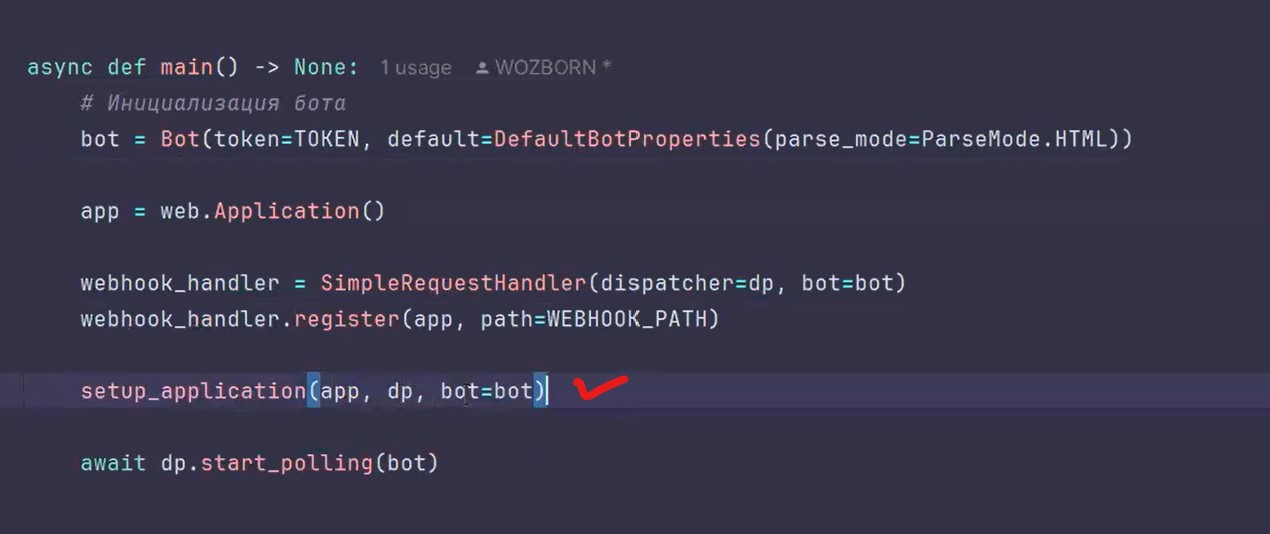 async def main() -> None: 1 usage WOZBORN *
# Инициализация бота
bot = Bot(token=TOKEN, default=DefaultBotProperties(parse_mode=ParseMode.HTML))
app = web.Application()
webhook_handler = SimpleRequestHandler(dispatcher=dp, bot=bot)
webhook_handler.register(app, path=WEBHOOK_PATH)
setup_application(app, dp, bot=bot)
await dp.start_polling(bot)